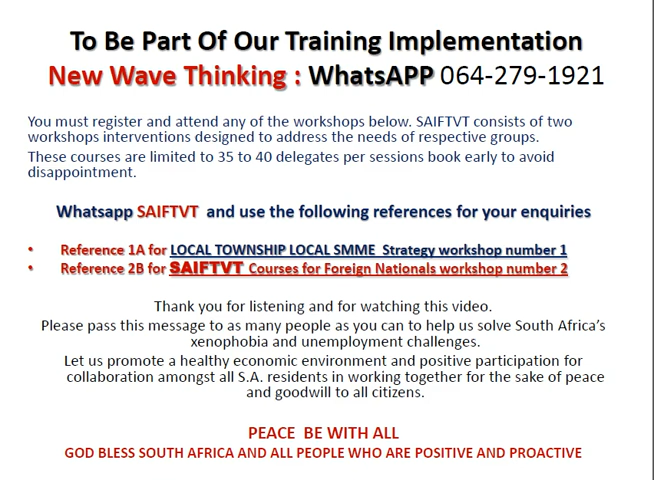 To Be Part Of Our Training Implementation
New Wave Thinking : WhatsAPP 064-279-1921
You must register and attend any of the workshops below. SAIFTVT consists of two
workshops interventions designed to address the needs of respective groups.
These courses are limited to 35 to 40 delegates per sessions book early to avoid
disappointment.
Whatsapp SAIFTVT and use the following references for your enquiries
• Reference 1A for LOCAL TOWNSHIP LOCAL SMME Strategy workshop number 1
• Reference 2B for SAIFTVT Courses for Foreign Nationals workshop number 2
Thank you for listening and for watching this video.
Please pass this message to as many people as you can to help us solve South Africa's
xenophobia and unemployment challenges.
Let us promote a healthy economic environment and positive participation for
collaboration amongst all S.A. residents in working together for the sake of peace
and goodwill to all citizens.
PEACE BE WITH ALL
GOD BLESS SOUTH AFRICA AND ALL PEOPLE WHO ARE POSITIVE AND PROACTIVE